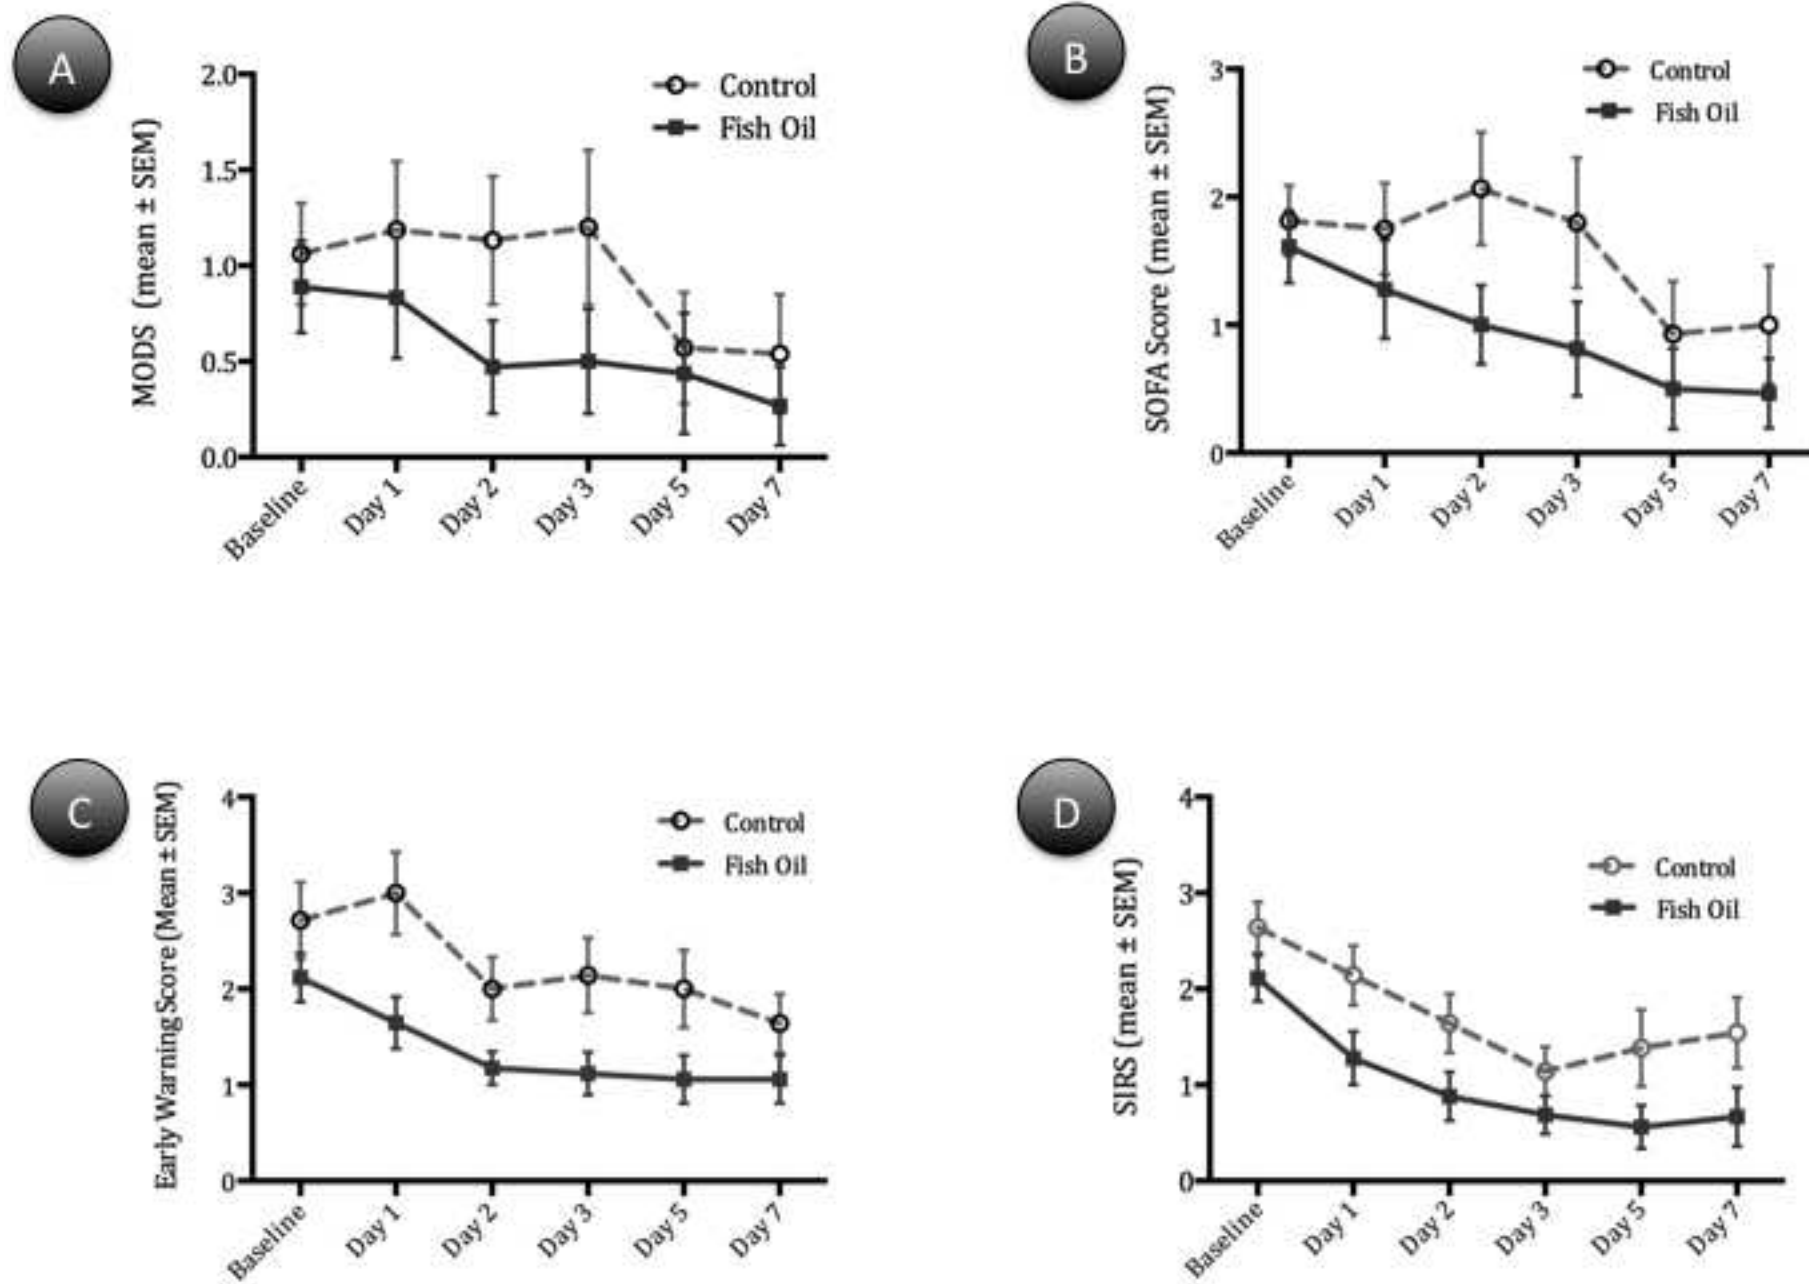 A
MODS (mean ± SEM)
2.0
1.5
1.0
0.5
0.0
Control
Fish Oil
Baseline
Day 1
Day 2
Day 3
Day 5
Day 7
B
SOFA Score (mean ± SEM)
3
2
1
0
Control
Fish Oil
Baseline
Day 1
Day 2
Day 3
Day 5
Day 7
C
Early Warning Score (Mean ± SEM)
4
3
2
1
0
Control
Fish Oil
Baseline
Day 1
Day 2
Day 3
Day 5
Day 7
D
SIRS (mean ± SEM)
4
3
2
1
0
Control
Fish Oil
Baseline
Day 1
Day 2
Day 3
Day 5
Day 7